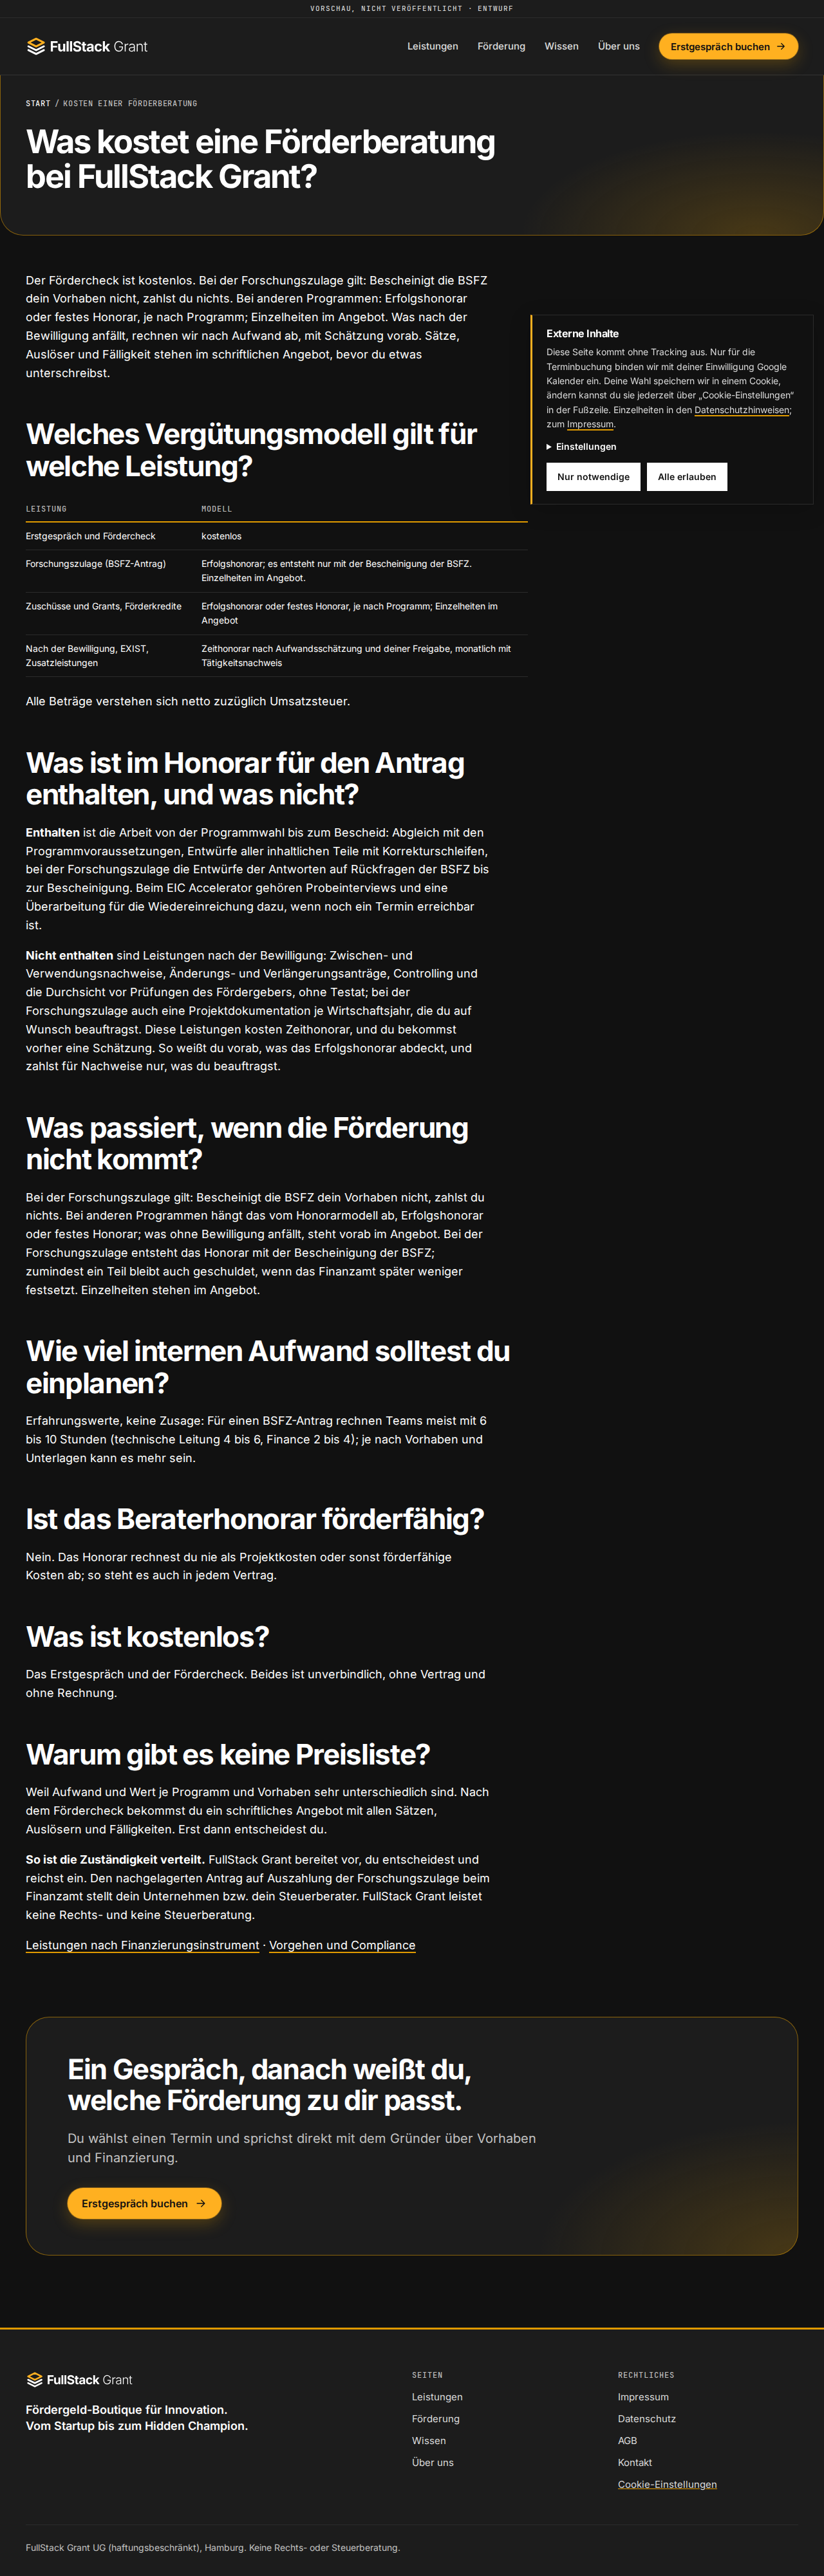 VORSCHAU, NICHT VERÖFFENTLICHT · ENTWURF
FullStack Grant
Leistungen
Förderung
Wissen
Über uns
Erstgespräch buchen →
START / KOSTEN EINER FÖRDERBERATUNG
Was kostet eine Förderberatung
bei FullStack Grant?
Der Fördercheck ist kostenlos. Bei der Forschungszulage gilt: Bescheinigt die BSFZ
dein Vorhaben nicht, zahlst du nichts. Bei anderen Programmen: Erfolgshonorar
oder festes Honorar, je nach Programm; Einzelheiten im Angebot. Was nach der
Bewilligung anfällt, rechnen wir nach Aufwand ab, mit Schätzung vorab. Sätze,
Auslöser und Fälligkeit stehen im schriftlichen Angebot, bevor du etwas
unterschreibst.
Externe Inhalte
Diese Seite kommt ohne Tracking aus. Nur für die
Terminbuchung binden wir mit deiner Einwilligung Google
Kalender ein. Deine Wahl speichern wir in einem Cookie,
ändern kannst du sie jederzeit über „Cookie-Einstellungen“
in der Fußzeile. Einzelheiten in den Datenschutzhinweisen;
zum Impressum.
▶ Einstellungen
Nur notwendige
Alle erlauben
Welches Vergütungsmodell gilt für
welche Leistung?
LEISTUNG
MODELL
Erstgespräch und Fördercheck
kostenlos
Forschungszulage (BSFZ-Antrag)
Erfolgshonorar; es entsteht nur mit der Bescheinigung der BSFZ.
Einzelheiten im Angebot.
Zuschüsse und Grants, Förderkredite
Erfolgshonorar oder festes Honorar, je nach Programm; Einzelheiten im
Angebot
Nach der Bewilligung, EXIST,
Zusatzleistungen
Zeithonorar nach Aufwandsschätzung und deiner Freigabe, monatlich mit
Tätigkeitsnachweis
Alle Beträge verstehen sich netto zuzüglich Umsatzsteuer.
Was ist im Honorar für den Antrag
enthalten, und was nicht?
Enthalten ist die Arbeit von der Programmwahl bis zum Bescheid: Abgleich mit den
Programmvoraussetzungen, Entwürfe aller inhaltlichen Teile mit Korrekturschleifen,
bei der Forschungszulage die Entwürfe der Antworten auf Rückfragen der BSFZ bis
zur Bescheinigung. Beim EIC Accelerator gehören Probeinterviews und eine
Überarbeitung für die Wiedereinreichung dazu, wenn noch ein Termin erreichbar
ist.
Nicht enthalten sind Leistungen nach der Bewilligung: Zwischen- und
Verwendungsnachweise, Änderungs- und Verlängerungsanträge, Controlling und
die Durchsicht vor Prüfungen des Fördergebers, ohne Testat; bei der
Forschungszulage auch eine Projektdokumentation je Wirtschaftsjahr, die du auf
Wunsch beauftragst. Diese Leistungen kosten Zeithonorar, und du bekommst
vorher eine Schätzung. So weißt du vorab, was das Erfolgshonorar abdeckt, und
zahlst für Nachweise nur, was du beauftragst.
Was passiert, wenn die Förderung
nicht kommt?
Bei der Forschungszulage gilt: Bescheinigt die BSFZ dein Vorhaben nicht, zahlst du
nichts. Bei anderen Programmen hängt das vom Honorarmodell ab, Erfolgshonorar
oder festes Honorar; was ohne Bewilligung anfällt, steht vorab im Angebot. Bei der
Forschungszulage entsteht das Honorar mit der Bescheinigung der BSFZ;
zumindest ein Teil bleibt auch geschuldet, wenn das Finanzamt später weniger
festsetzt. Einzelheiten stehen im Angebot.
Wie viel internen Aufwand solltest du
einplanen?
Erfahrungswerte, keine Zusage: Für einen BSFZ-Antrag rechnen Teams meist mit 6
bis 10 Stunden (technische Leitung 4 bis 6, Finance 2 bis 4); je nach Vorhaben und
Unterlagen kann es mehr sein.
Ist das Beraterhonorar förderfähig?
Nein. Das Honorar rechnest du nie als Projektkosten oder sonst förderfähige
Kosten ab; so steht es auch in jedem Vertrag.
Was ist kostenlos?
Das Erstgespräch und der Fördercheck. Beides ist unverbindlich, ohne Vertrag und
ohne Rechnung.
Warum gibt es keine Preisliste?
Weil Aufwand und Wert je Programm und Vorhaben sehr unterschiedlich sind. Nach
dem Fördercheck bekommst du ein schriftliches Angebot mit allen Sätzen,
Auslösern und Fälligkeiten. Erst dann entscheidest du.
So ist die Zuständigkeit verteilt. FullStack Grant bereitet vor, du entscheidest und
reichst ein. Den nachgelagerten Antrag auf Auszahlung der Forschungszulage beim
Finanzamt stellt dein Unternehmen bzw. dein Steuerberater. FullStack Grant leistet
keine Rechts- und keine Steuerberatung.
Leistungen nach Finanzierungsinstrument · Vorgehen und Compliance
Ein Gespräch, danach weißt du,
welche Förderung zu dir passt.
Du wählst einen Termin und sprichst direkt mit dem Gründer über Vorhaben
und Finanzierung.
Erstgespräch buchen →
FullStack Grant
Fördergeld-Boutique für Innovation.
Vom Startup bis zum Hidden Champion.
SEITEN
Leistungen
Förderung
Wissen
Über uns
RECHTLICHES
Impressum
Datenschutz
AGB
Kontakt
Cookie-Einstellungen
FullStack Grant UG (haftungsbeschränkt), Hamburg. Keine Rechts- oder Steuerberatung.